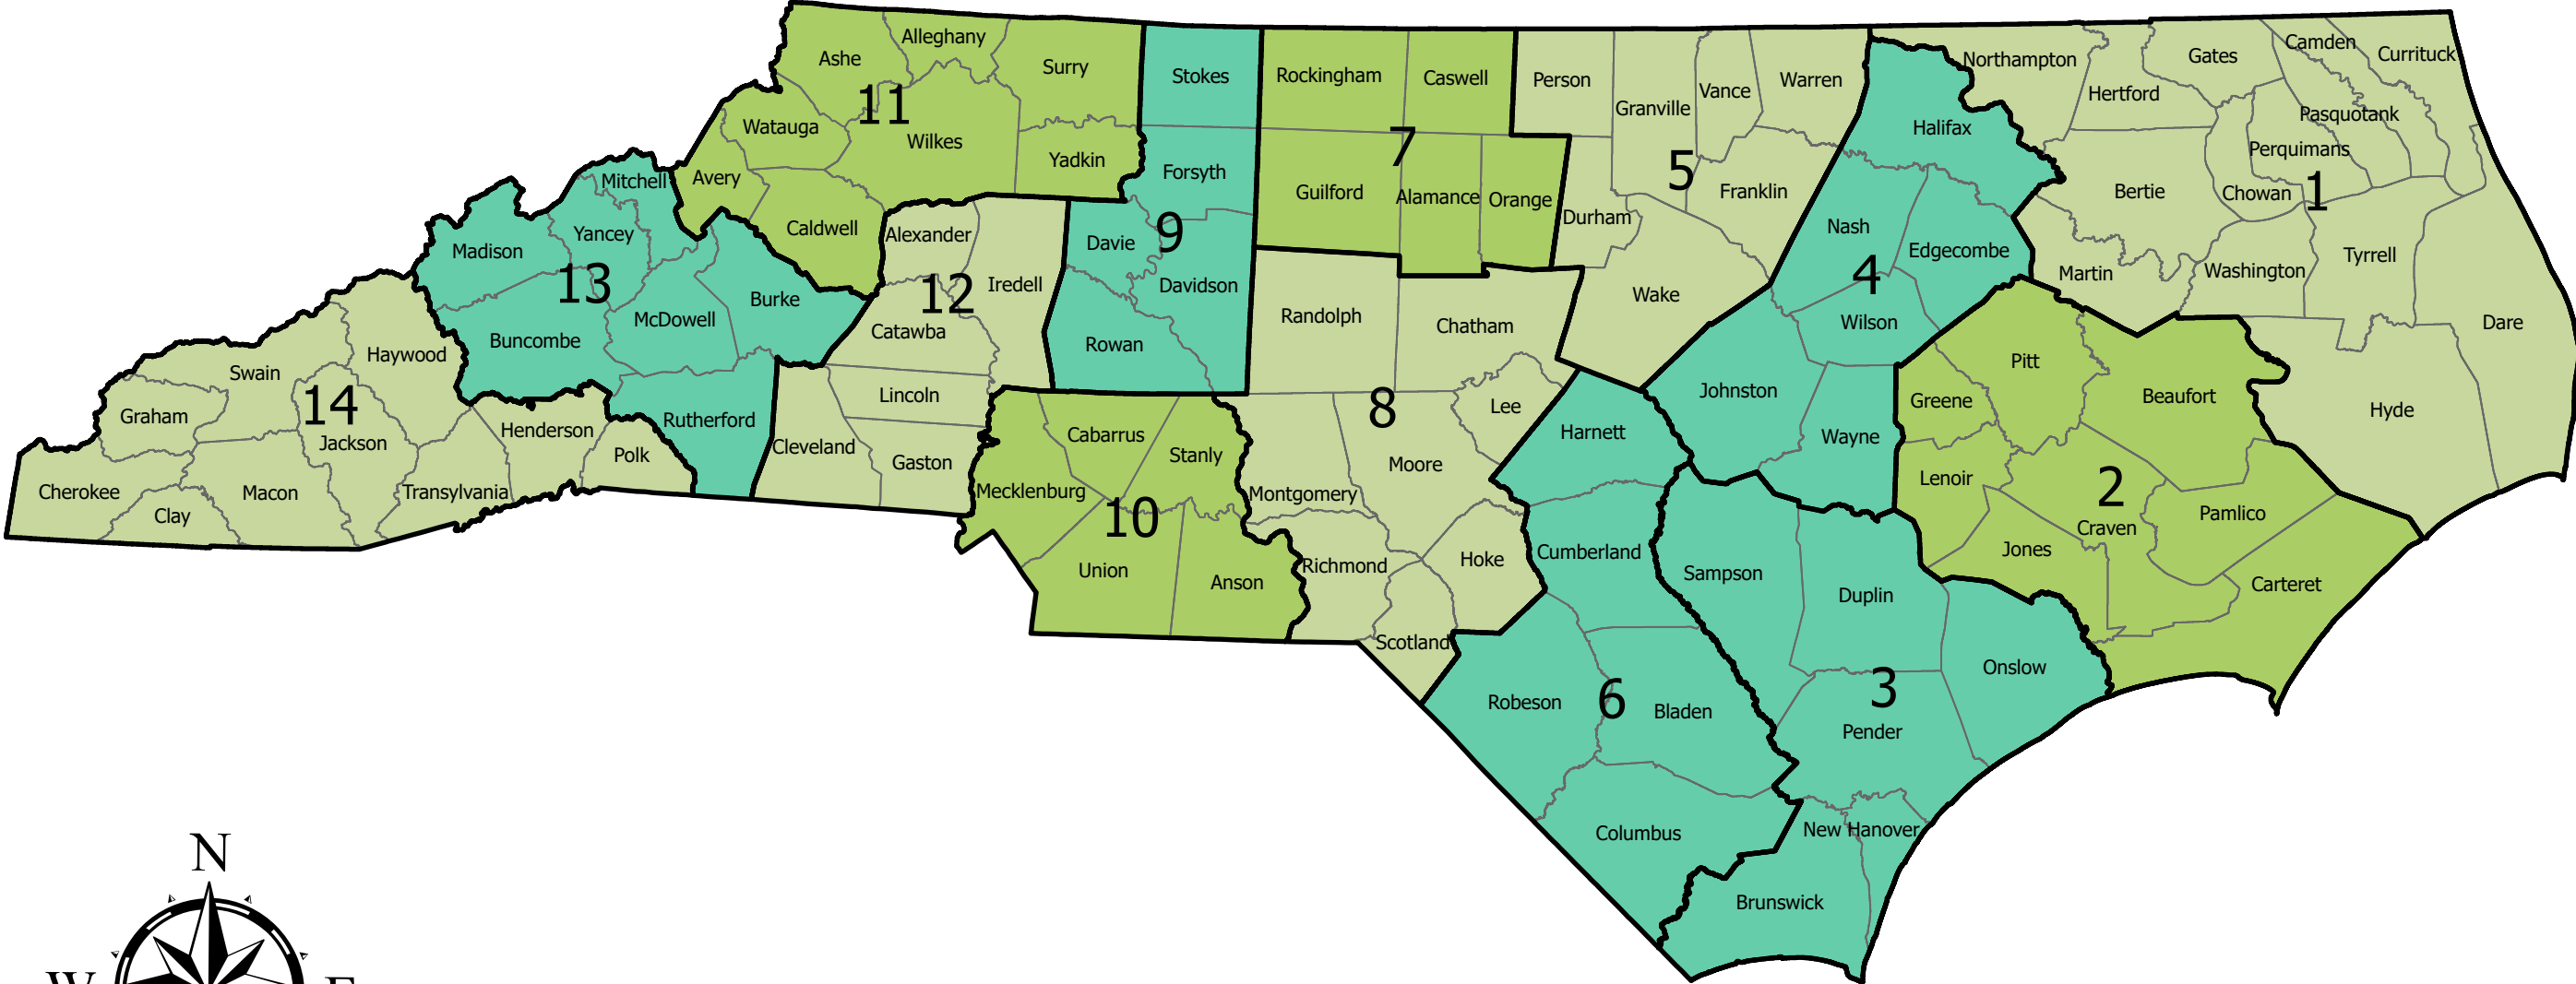 Ashe
Alleghany
Surry
Stokes
Rockingham
Caswell
Person
Granville
Vance
Warren
Northampton
Gates
Camden
Currituck
Hertford
Pasquotank
11
Watauga
Wilkes
Yadkin
Forsyth
7
Halifax
Perquimans
Mitchell
Avery
Guilford
Alamance
Orange
5
Franklin
Bertie
Chowan
1
Caldwell
Durham
Nash
Yancey
Alexander
Davie
9
Madison
Edgecombe
Tyrrell
13
12
Iredell
Davidson
Wake
4
Martin
Washington
Burke
McDowell
Catawba
Randolph
Chatham
Wilson
Dare
Buncombe
Haywood
Rowan
Pitt
Swain
14
Lincoln
8
Lee
Johnston
Greene
Beaufort
Hyde
Graham
Jackson
Henderson
Rutherford
Cabarrus
Harnett
Wayne
Polk
Cleveland
Gaston
Stanly
Moore
Cherokee
Macon
Transylvania
Mecklenburg
Montgomery
Lenoir
2
Clay
10
Craven
Pamlico
Union
Anson
Richmond
Hoke
Cumberland
Sampson
Duplin
Jones
Carteret
Scotland
Onslow
Robeson
6
Bladen
3
Pender
Columbus
New Hanover
Brunswick
N
W
E